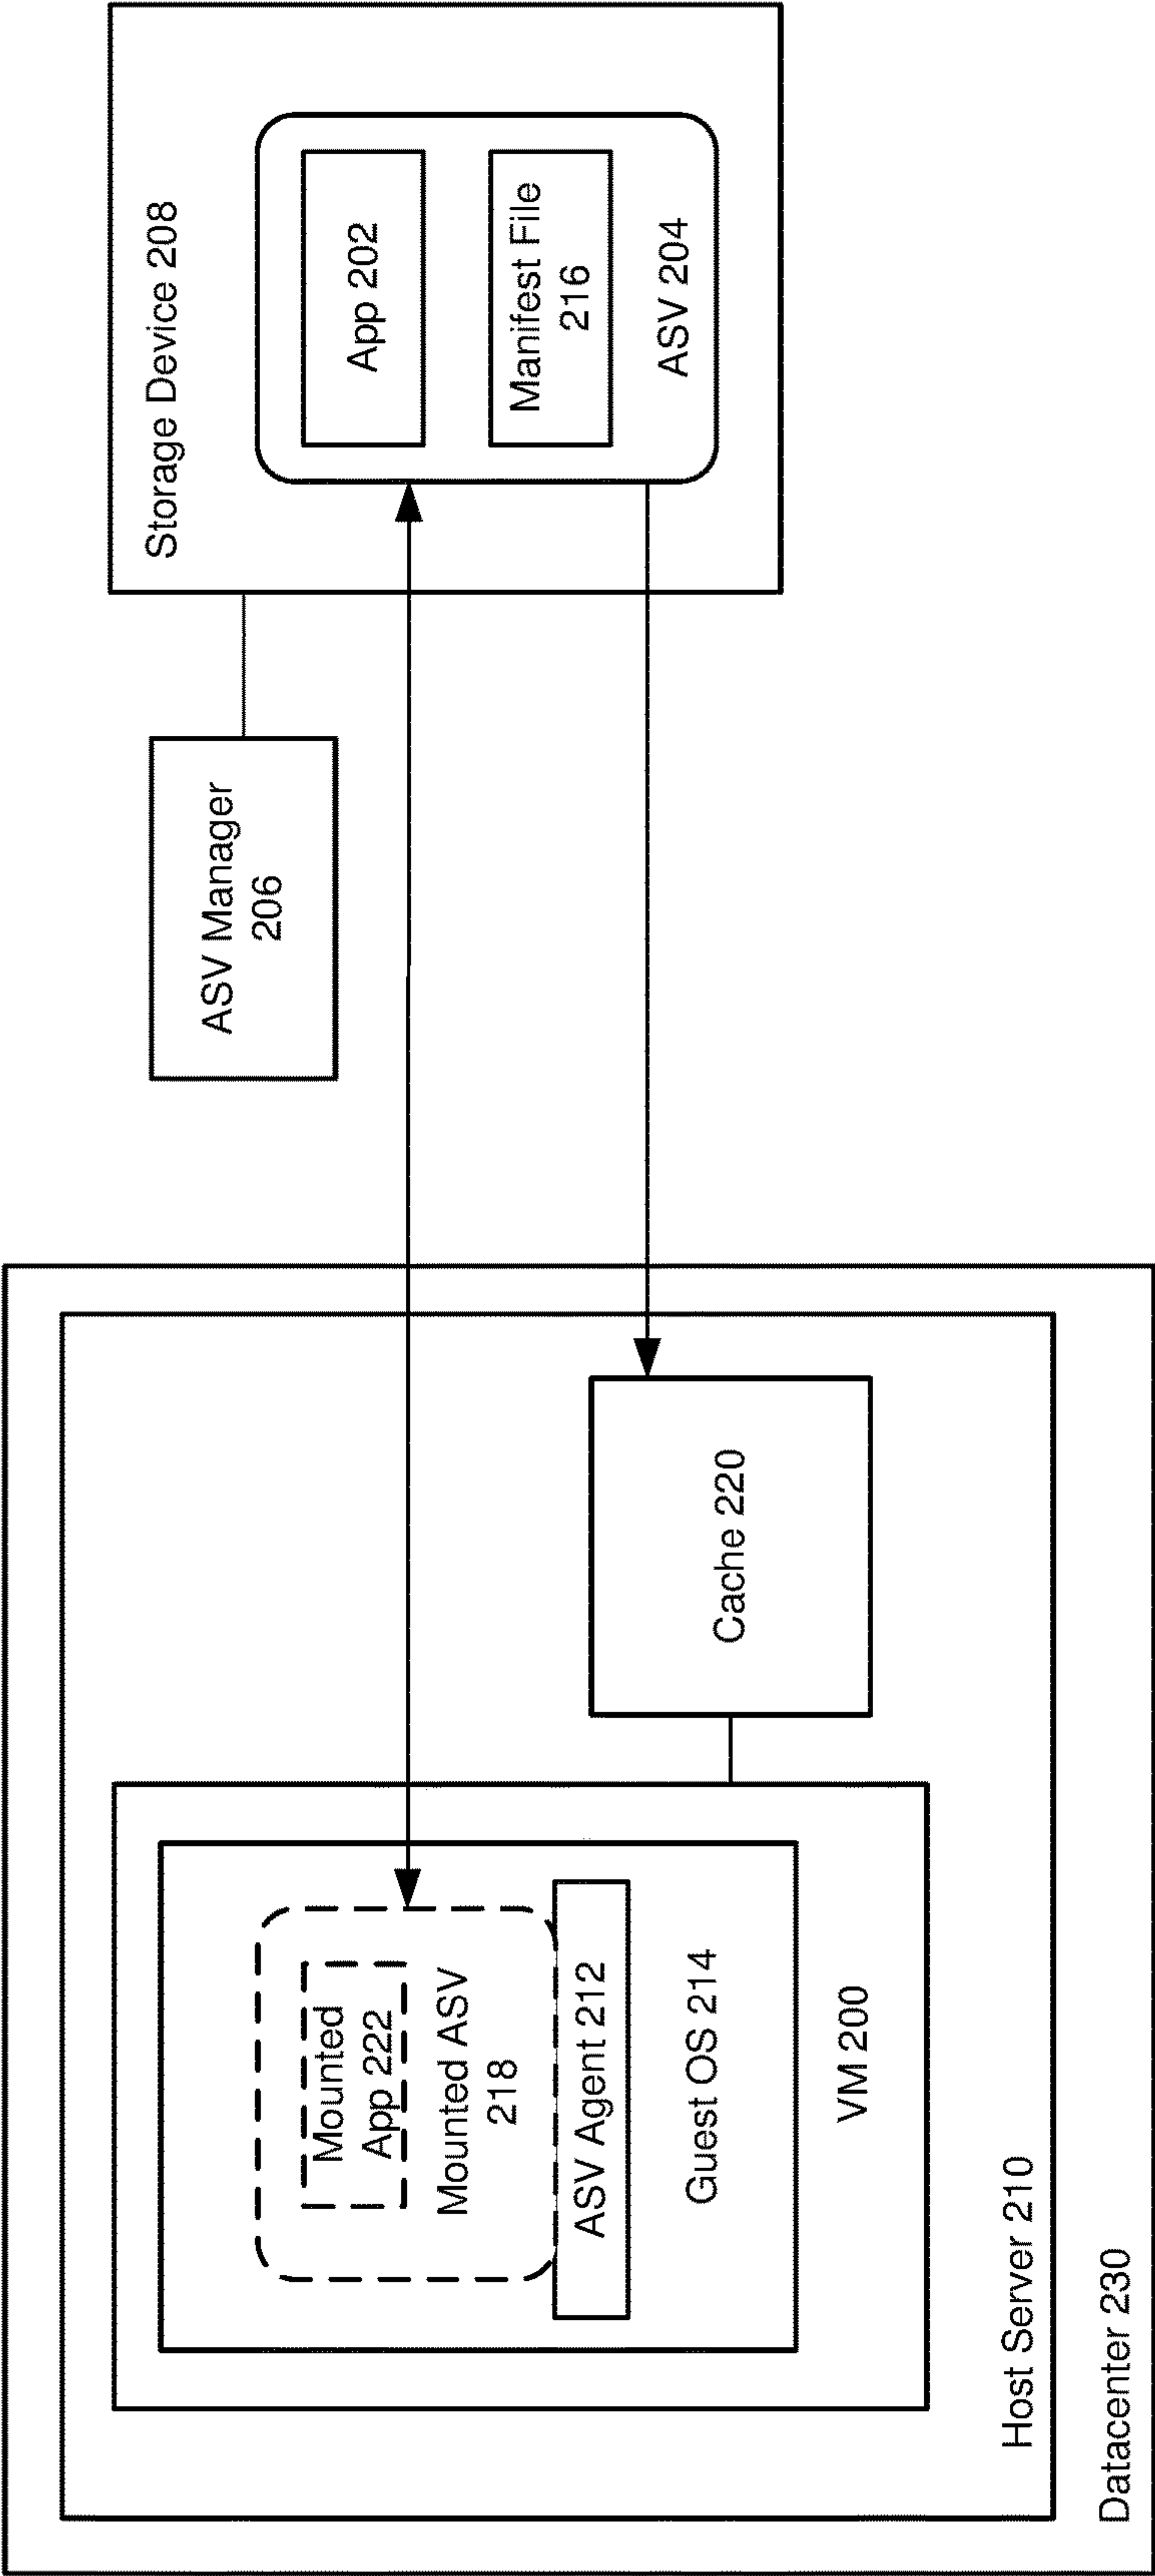 Storage Device 208
App 202
Manifest File
216
ASV 204
ASV Manager
206
Cache 220
Mounted
App 222
Mounted ASV
218
ASV Agent 212
Guest OS 214
VM 200
Host Server 210
Datacenter 230